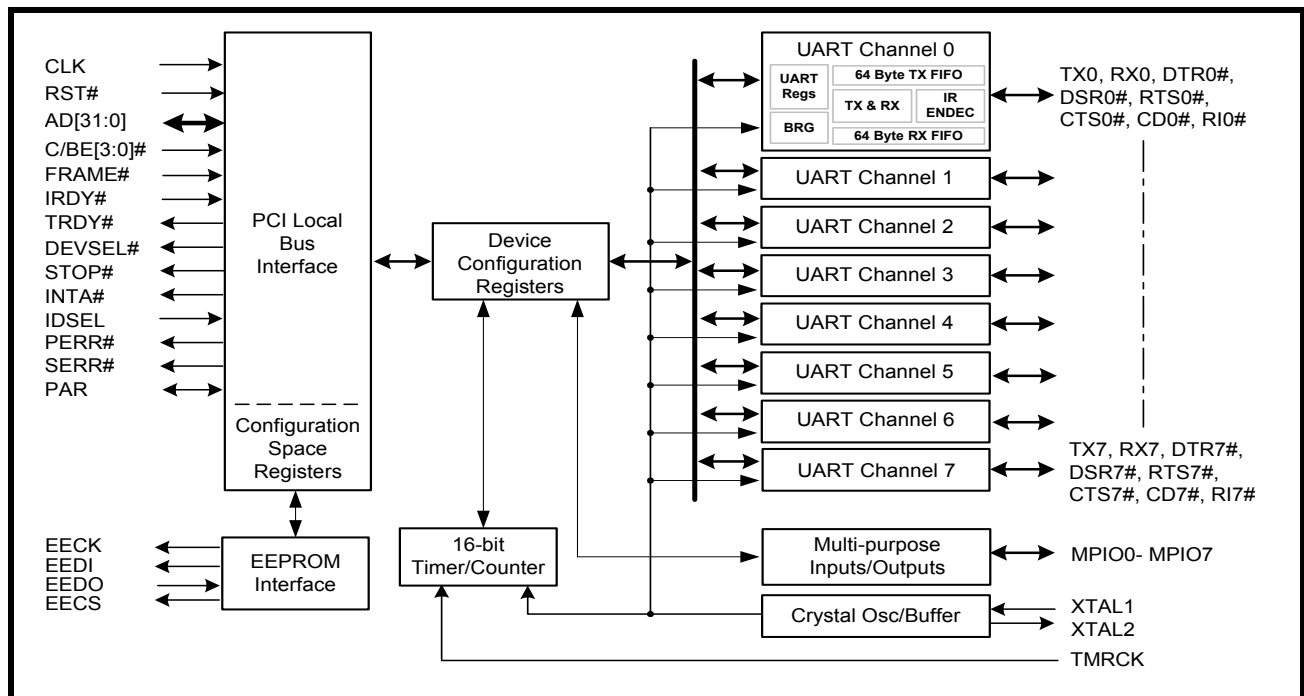 CLK
RST#
AD[31:0]
C/BE[3:0]#
FRAME#
IRDY#
TRDY#
DEVSEL#
STOP#
INTA#
IDSEL
PERR#
SERR#
PAR
EECK
EEDI
EEDO
EECS
PCI Local
Bus
Interface
Configuration
Space
Registers
EEPROM
Interface
Device
Configuration
Registers
16-bit
Timer/Counter
UART Channel 0
UART
Regs
BRG
64 Byte TX FIFO
TX & RX
IR
ENDEC
64 Byte RX FIFO
UART Channel 1
UART Channel 2
UART Channel 3
UART Channel 4
UART Channel 5
UART Channel 6
UART Channel 7
Multi-purpose
Inputs/Outputs
Crystal Osc/Buffer
TX0, RX0, DTR0#,
DSR0#, RTS0#,
CTS0#, CD0#, RI0#
TX7, RX7, DTR7#,
DSR7#, RTS7#,
CTS7#, CD7#, RI7#
MPIO0- MPIO7
XTAL1
XTAL2
TMRCK